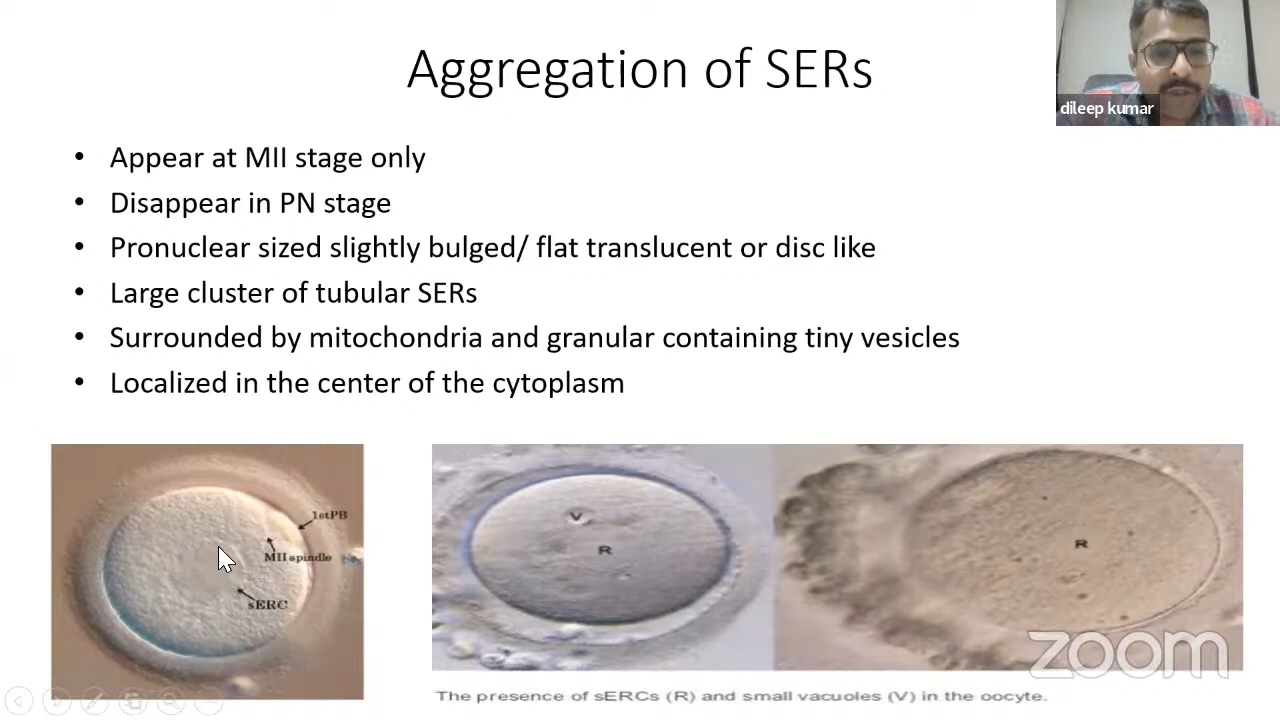 Aggregation of SERs
dileep kumar
• Appear at MII stage only
• Disappear in PN stage
• Pronuclear sized slightly bulged/ flat translucent or disc like
• Large cluster of tubular SERs
• Surrounded by mitochondria and granular containing tiny vesicles
• Localized in the center of the cytoplasm
1stPB
MII spindle
sERC
V
R
R
zoom
The presence of sERCs (R) and small vacuoles (V) in the oocyte.